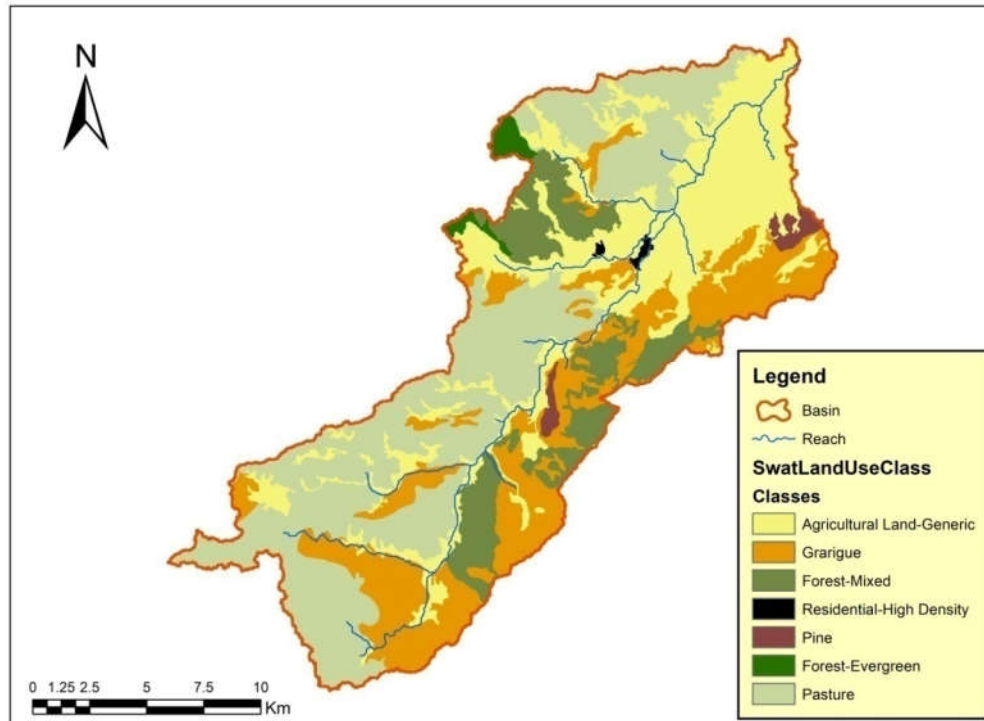 N
Legend
Basin
Reach
SwatLandUseClass
Classes
Agricultural Land-Generic
Grarigue
Forest-Mixed
Residential-High Density
Pine
Forest-Evergreen
Pasture
0 1.25 2.5 5 7.5 10
Km